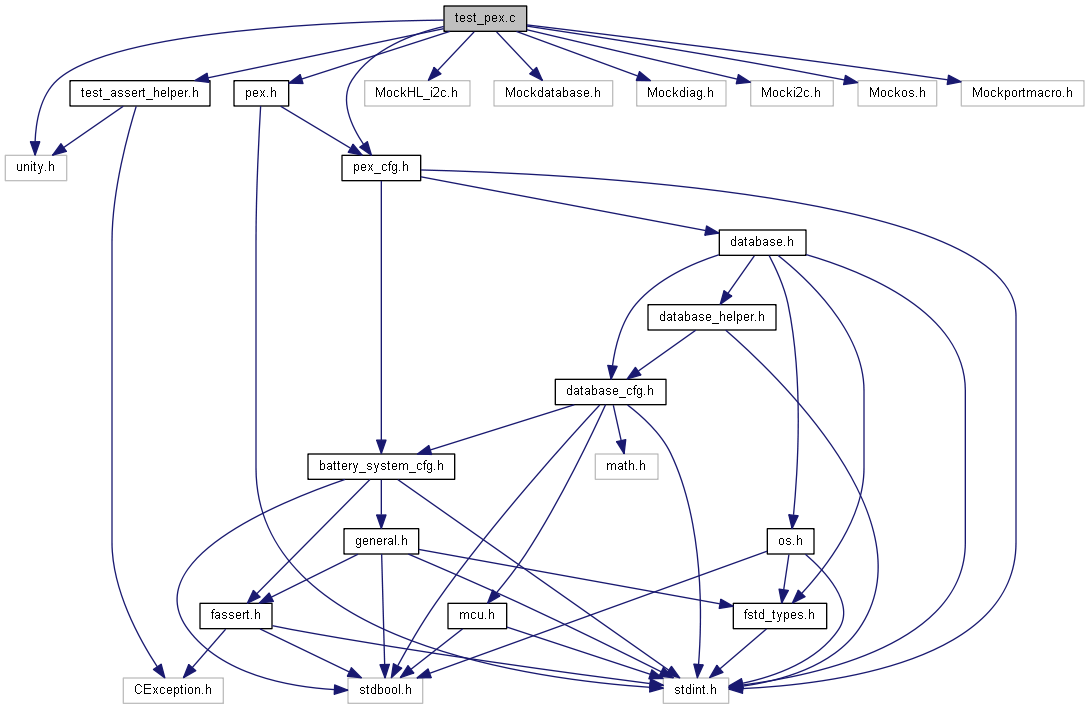 test_pex.c
test_assert_helper.h
pex.h
MockHL_i2c.h
Mockdatabase.h
Mockdiag.h
Mocki2c.h
Mockos.h
Mockportmacro.h
unity.h
pex_cfg.h
database.h
database_helper.h
database_cfg.h
battery_system_cfg.h
math.h
general.h
os.h
fassert.h
mcu.h
fstd_types.h
CException.h
stdbool.h
stdint.h